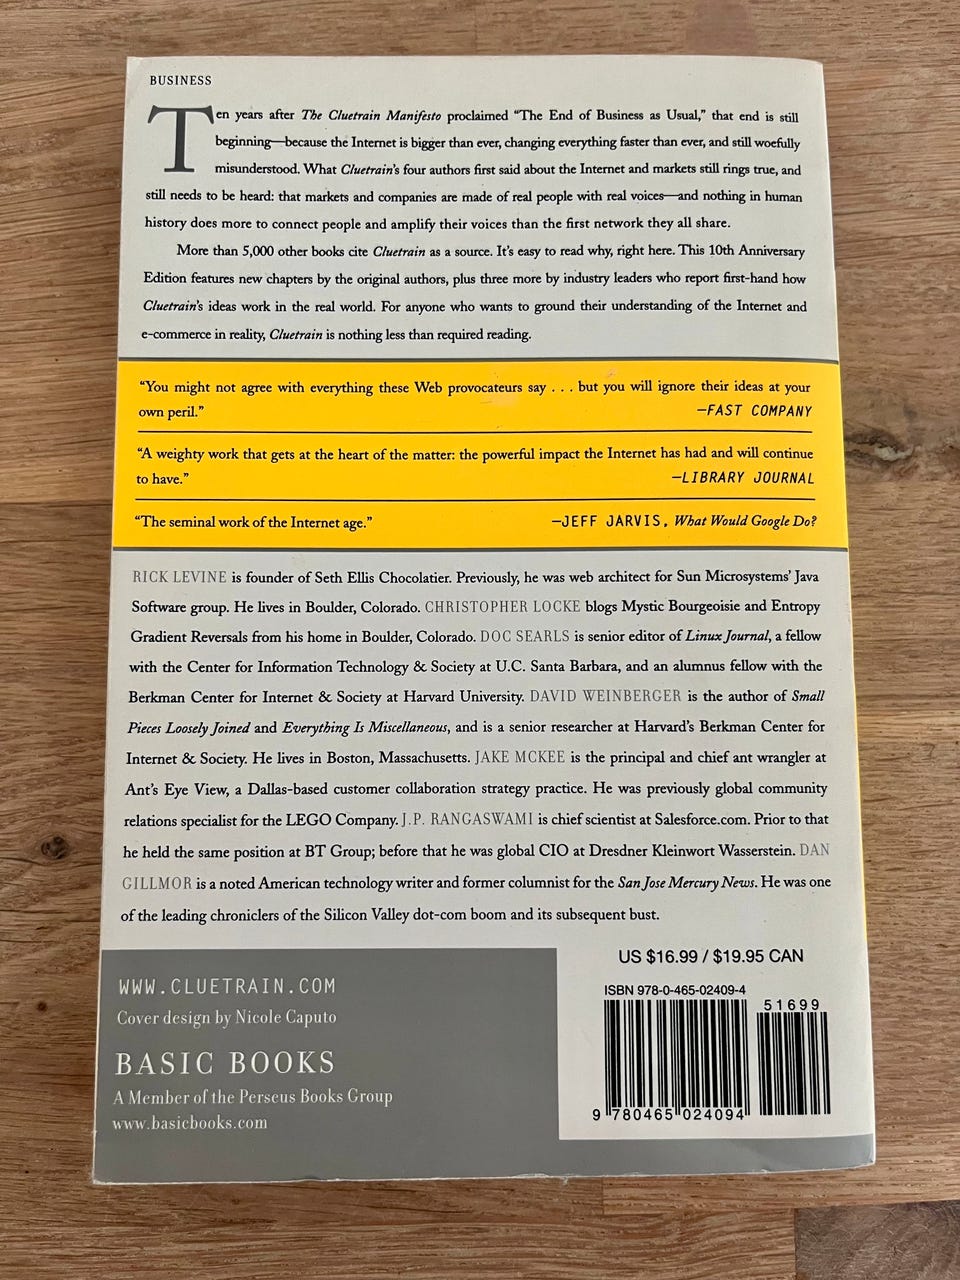 BUSINESS
Ten years after The Cluetrain Manifesto proclaimed “The End of Business as Usual,” that end is still
beginning—because the Internet is bigger than ever, changing everything faster than ever, and still woefully
misunderstood. What Cluetrain’s four authors first said about the Internet and markets still rings true, and
still needs to be heard: that markets and companies are made of real people with real voices—and nothing in human
history does more to connect people and amplify their voices than the first network they all share.
More than 5,000 other books cite Cluetrain as a source. It’s easy to read why, right here. This 10th Anniversary
Edition features new chapters by the original authors, plus three more by industry leaders who report first-hand how
Cluetrain’s ideas work in the real world. For anyone who wants to ground their understanding of the Internet and
e-commerce in reality, Cluetrain is nothing less than required reading.
“You might not agree with everything these Web provocateurs say . . . but you will ignore their ideas at your
own peril.” —FAST COMPANY
“A weighty work that gets at the heart of the matter: the powerful impact the Internet has had and will continue
to have.” —LIBRARY JOURNAL
“The seminal work of the Internet age.” —JEFF JARVIS, What Would Google Do?
RICK LEVINE is founder of Seth Ellis Chocolatier. Previously, he was web architect for Sun Microsystems’ Java
Software group. He lives in Boulder, Colorado. CHRISTOPHER LOCKE blogs Mystic Bourgeoisie and Entropy
Gradient Reversals from his home in Boulder, Colorado. DOC SEARLS is senior editor of Linux Journal, a fellow
with the Center for Information Technology & Society at U.C. Santa Barbara, and an alumnus fellow with the
Berkman Center for Internet & Society at Harvard University. DAVID WEINBERGER is the author of Small
Pieces Loosely Joined and Everything Is Miscellaneous, and is a senior researcher at Harvard’s Berkman Center for
Internet & Society. He lives in Boston, Massachusetts. JAKE MCKEE is the principal and chief ant wrangler at
Ant’s Eye View, a Dallas-based customer collaboration strategy practice. He was previously global community
relations specialist for the LEGO Company. J.P. RANGASWAMI is chief scientist at Salesforce.com. Prior to that
he held the same position at BT Group; before that he was global CIO at Dresdner Kleinwort Wasserstein. DAN
GILLMOR is a noted American technology writer and former columnist for the San Jose Mercury News. He was one
of the leading chroniclers of the Silicon Valley dot-com boom and its subsequent bust.
WWW.CLUETRAIN.COM
Cover design by Nicole Caputo
BASIC BOOKS
A Member of the Perseus Books Group
www.basicbooks.com
US $16.99 / $19.95 CAN
ISBN 978-0-465-02409-4
51699
9 780465 024094